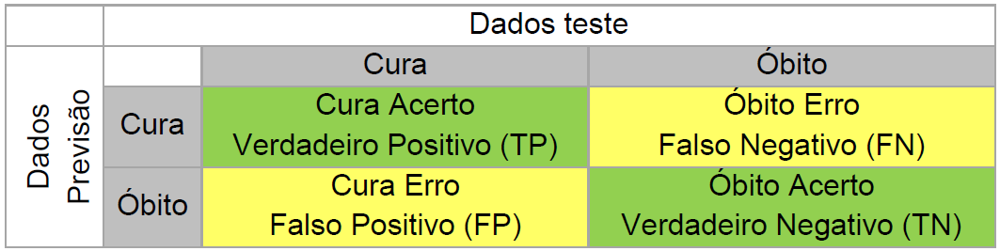 Dados teste
Dados
Previsão
Cura
Óbito
Cura
Cura Acerto
Verdadeiro Positivo (TP)
Óbito Erro
Falso Negativo (FN)
Óbito
Cura Erro
Falso Positivo (FP)
Óbito Acerto
Verdadeiro Negativo (TN)